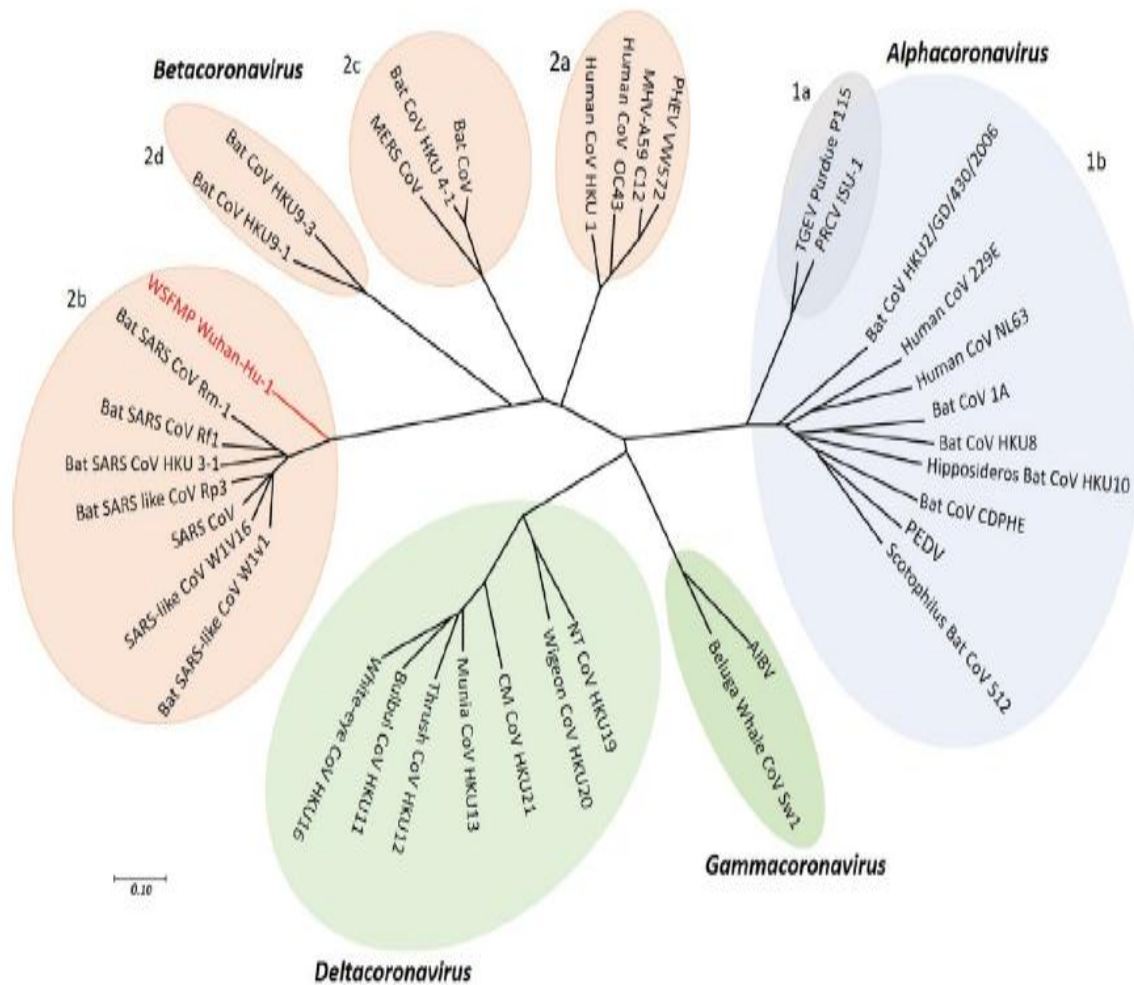 Betacoronavirus
2d
Bat CoV HKU9-3
Bat CoV HKU9-1
2c
MERS CoV
Bat CoV HKU 4-1
Bat CoV
2a
Human CoV HKU 1
Human CoV OC43
MHV-A59 C12
PHEV VW572
Alphacoronavirus
1a
TGEV Purdue P115
PRCV ISU-1
1b
Bat CoV HKU2/GD/430/2006
Human CoV 229E
Human CoV NL63
Bat CoV 1A
Bat CoV HKU8
Hipposideros Bat CoV HKU10
Bat CoV CDPHE
PEDV
Scotophilus Bat CoV 512
2b
WSFMP Wuhan-Hu-1
Bat SARS CoV Rm-1
Bat SARS CoV Rf1
Bat SARS CoV HKU 3-1
Bat SARS like CoV Rp3
SARS CoV
SARS-like CoV W1V16
Bat SARS-like CoV W1v1
White-eye CoV HKU16
Bulbul CoV HKU11
Thrush CoV HKU12
Munia CoV HKU13
CM CoV HKU21
Wigeon CoV HKU20
NT CoV HKU19
Deltacoronavirus
AIBV
Beluga Whale CoV Sw1
Gammacoronavirus
0.10